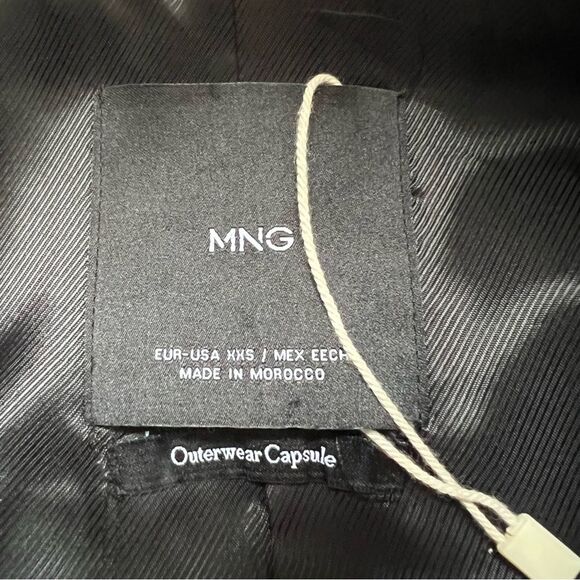 MNG
EUR-USA XXS / MEX EECH
MADE IN MOROCCO
Outerwear Capsule